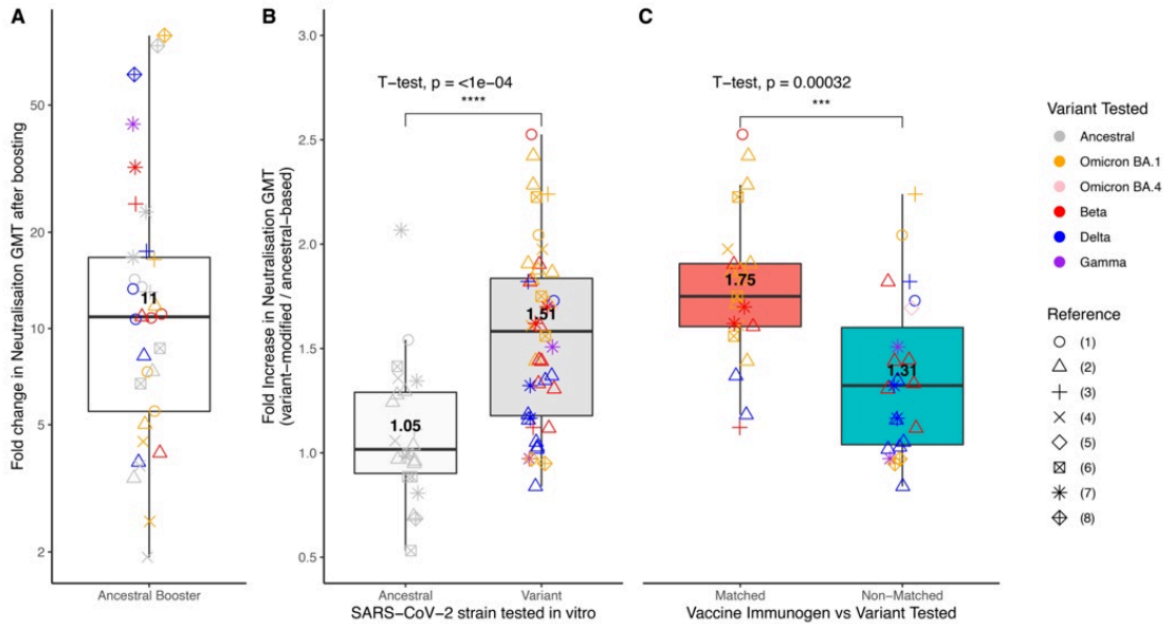 A
Fold change in Neutralisaiton GMT after boosting
50
20
10
5
2
11
Ancestral Booster
B
Fold Increase in Neutralisation GMT
(variant-modified / ancestral-based)
3.0
2.5
2.0
1.5
1.0
0.5
T-test, p = <1e-04
****
1.05
1.51
Ancestral
Variant
SARS-CoV-2 strain tested in vitro
C
T-test, p = 0.00032
***
1.75
1.31
Matched
Non-Matched
Vaccine Immunogen vs Variant Tested
Variant Tested
Ancestral
Omicron BA.1
Omicron BA.4
Beta
Delta
Gamma
Reference
(1)
(2)
(3)
(4)
(5)
(6)
(7)
(8)